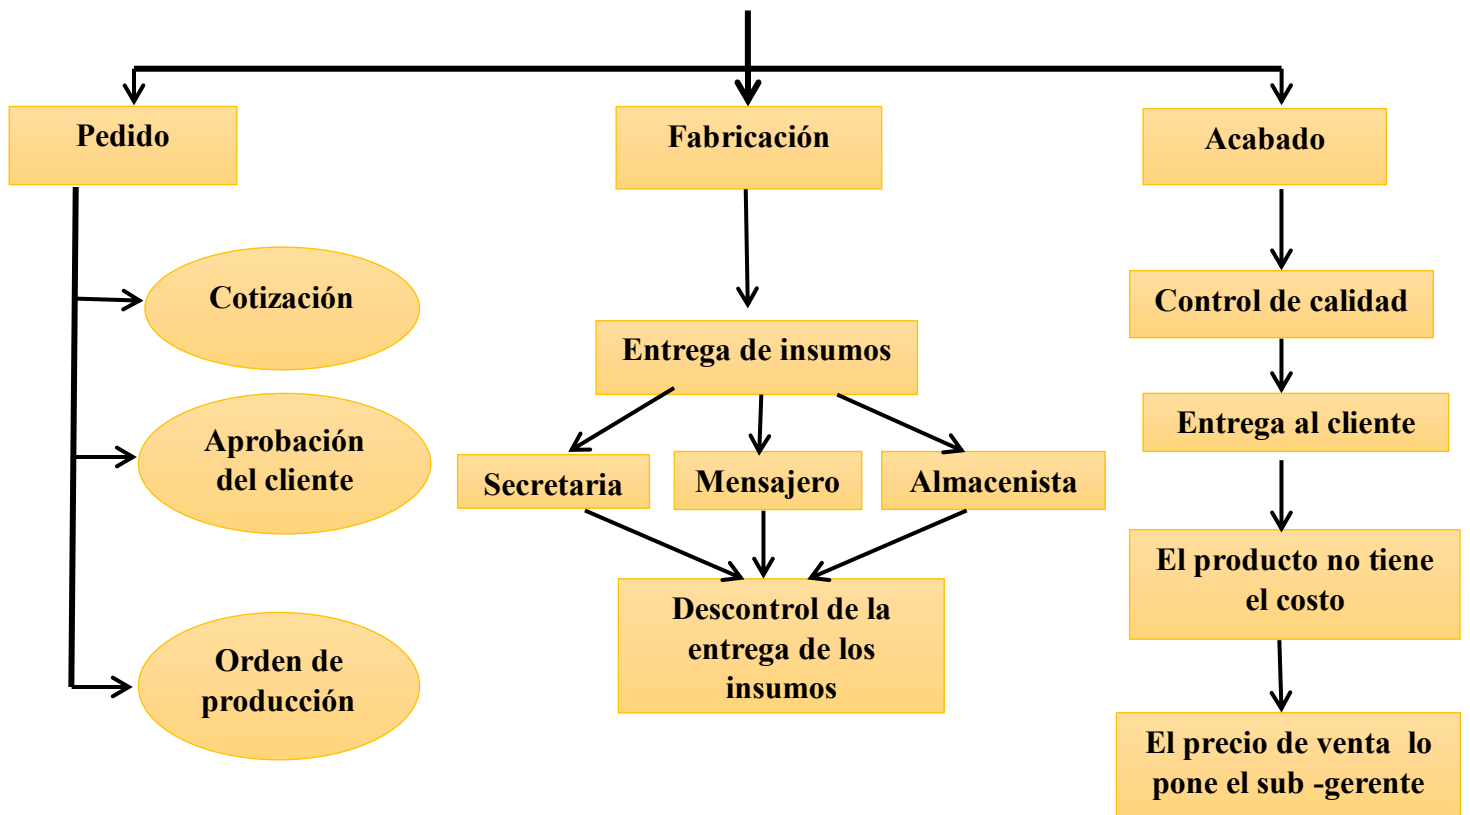 Pedido
Cotización
Aprobación
del cliente
Orden de
producción
Fabricación
Entrega de insumos
Secretaria
Mensajero
Almacenista
Descontrol de la
entrega de los
insumos
Acabado
Control de calidad
Entrega al cliente
El producto no tiene
el costo
El precio de venta  lo
pone el sub -gerente